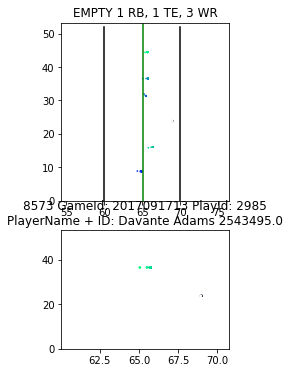 EMPTY 1 RB, 1 TE, 3 WR
50
40
30
20
10
0
55 60 65 70 75
8573 GameId: 2017091713 PlayId: 2985
PlayerName + ID: Davante Adams 2543495.0
40
20
0
62.5 65.0 67.5 70.0